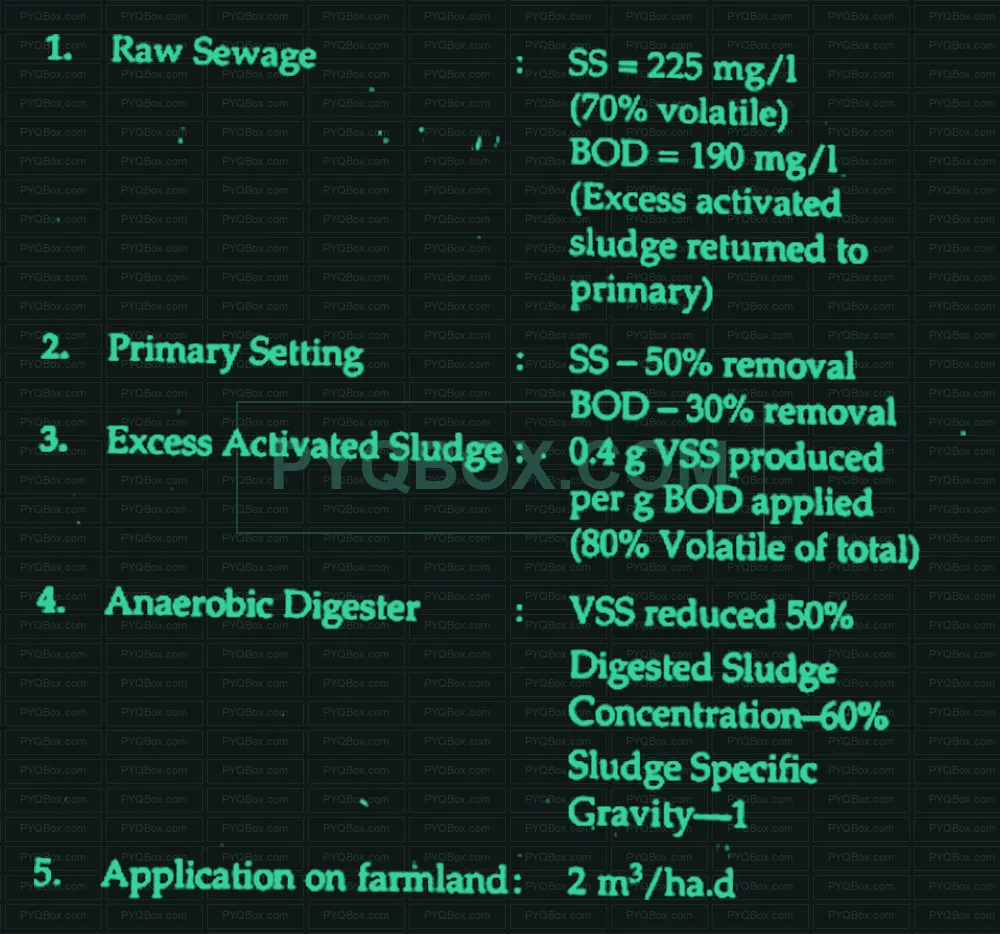 1. Raw Sewage : SS = 225 mg/l
(70% volatile)
BOD = 190 mg/l
(Excess activated
sludge returned to
primary)
2. Primary Setting : SS – 50% removal
BOD – 30% removal
3. Excess Activated Sludge : 0.4 g VSS produced
per g BOD applied
(80% Volatile of total)
4. Anaerobic Digester : VSS reduced 50%
Digested Sludge
Concentration–60%
Sludge Specific
Gravity—1
5. Application on farmland : 2 m³/ha.d
PYQBOX.COM